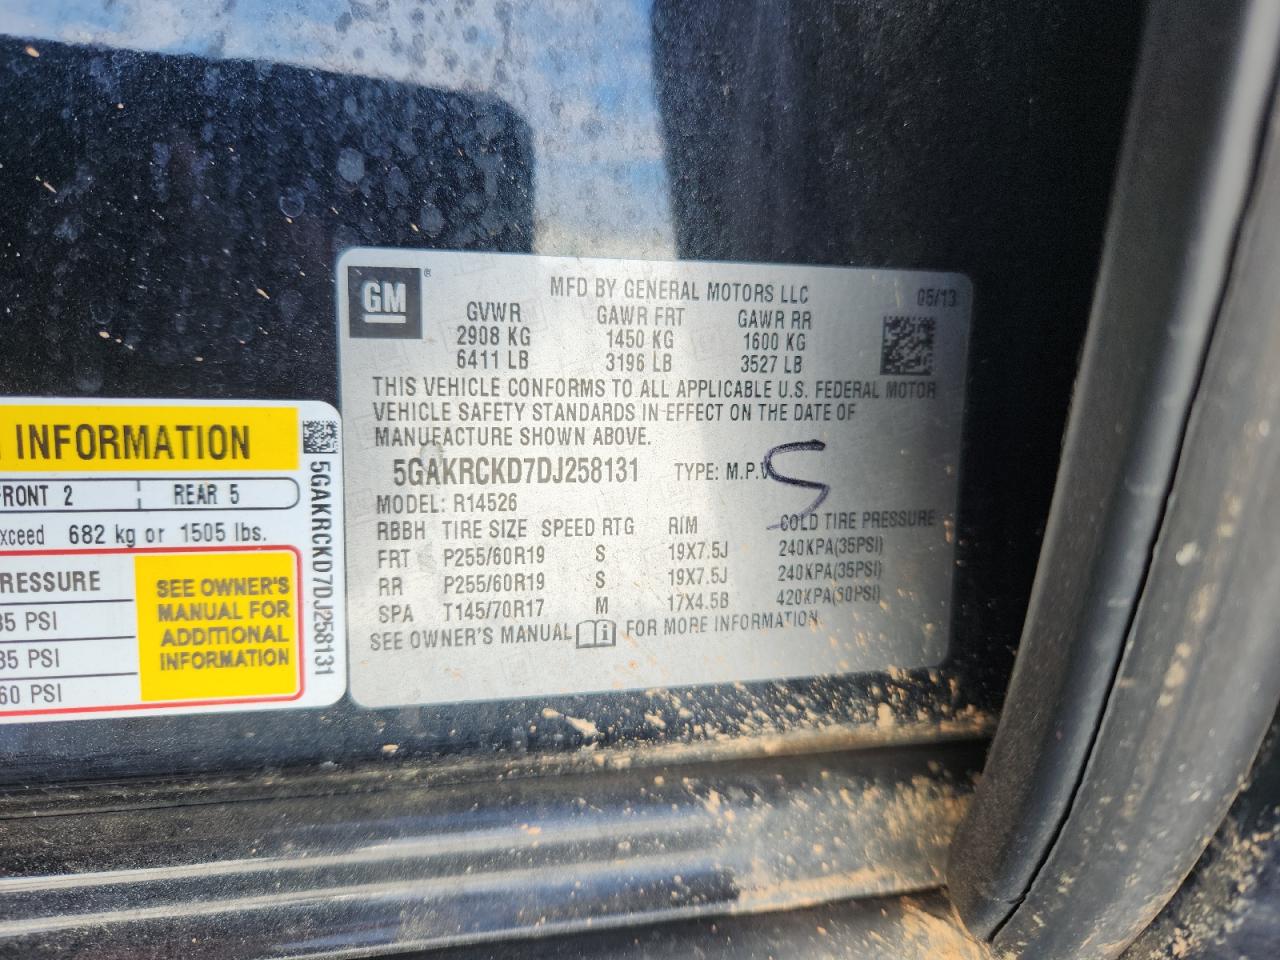 GM ®
MFD BY GENERAL MOTORS LLC 05/13
GVWR GAWR FRT GAWR RR
2908 KG 1450 KG 1600 KG
6411 LB 3196 LB 3527 LB
THIS VEHICLE CONFORMS TO ALL APPLICABLE U.S. FEDERAL MOTOR
VEHICLE SAFETY STANDARDS IN EFFECT ON THE DATE OF
MANUFACTURE SHOWN ABOVE.
5GAKRCKD7DJ258131 TYPE: M.P.V
S
MODEL: R14526
RBBH TIRE SIZE SPEED RTG RIM COLD TIRE PRESSURE
FRT P255/60R19 S 19X7.5J 240KPA(35PSI)
RR P255/60R19 S 19X7.5J 240KPA(35PSI)
SPA T145/70R17 M 17X4.5B 420KPA(60PSI)
SEE OWNER'S MANUAL FOR MORE INFORMATION
INFORMATION
FRONT 2 REAR 5
xceed 682 kg or 1505 lbs.
RESSURE
35 PSI
35 PSI
60 PSI
SEE OWNER'S
MANUAL FOR
ADDITIONAL
INFORMATION
5GAKRCKD7DJ258131